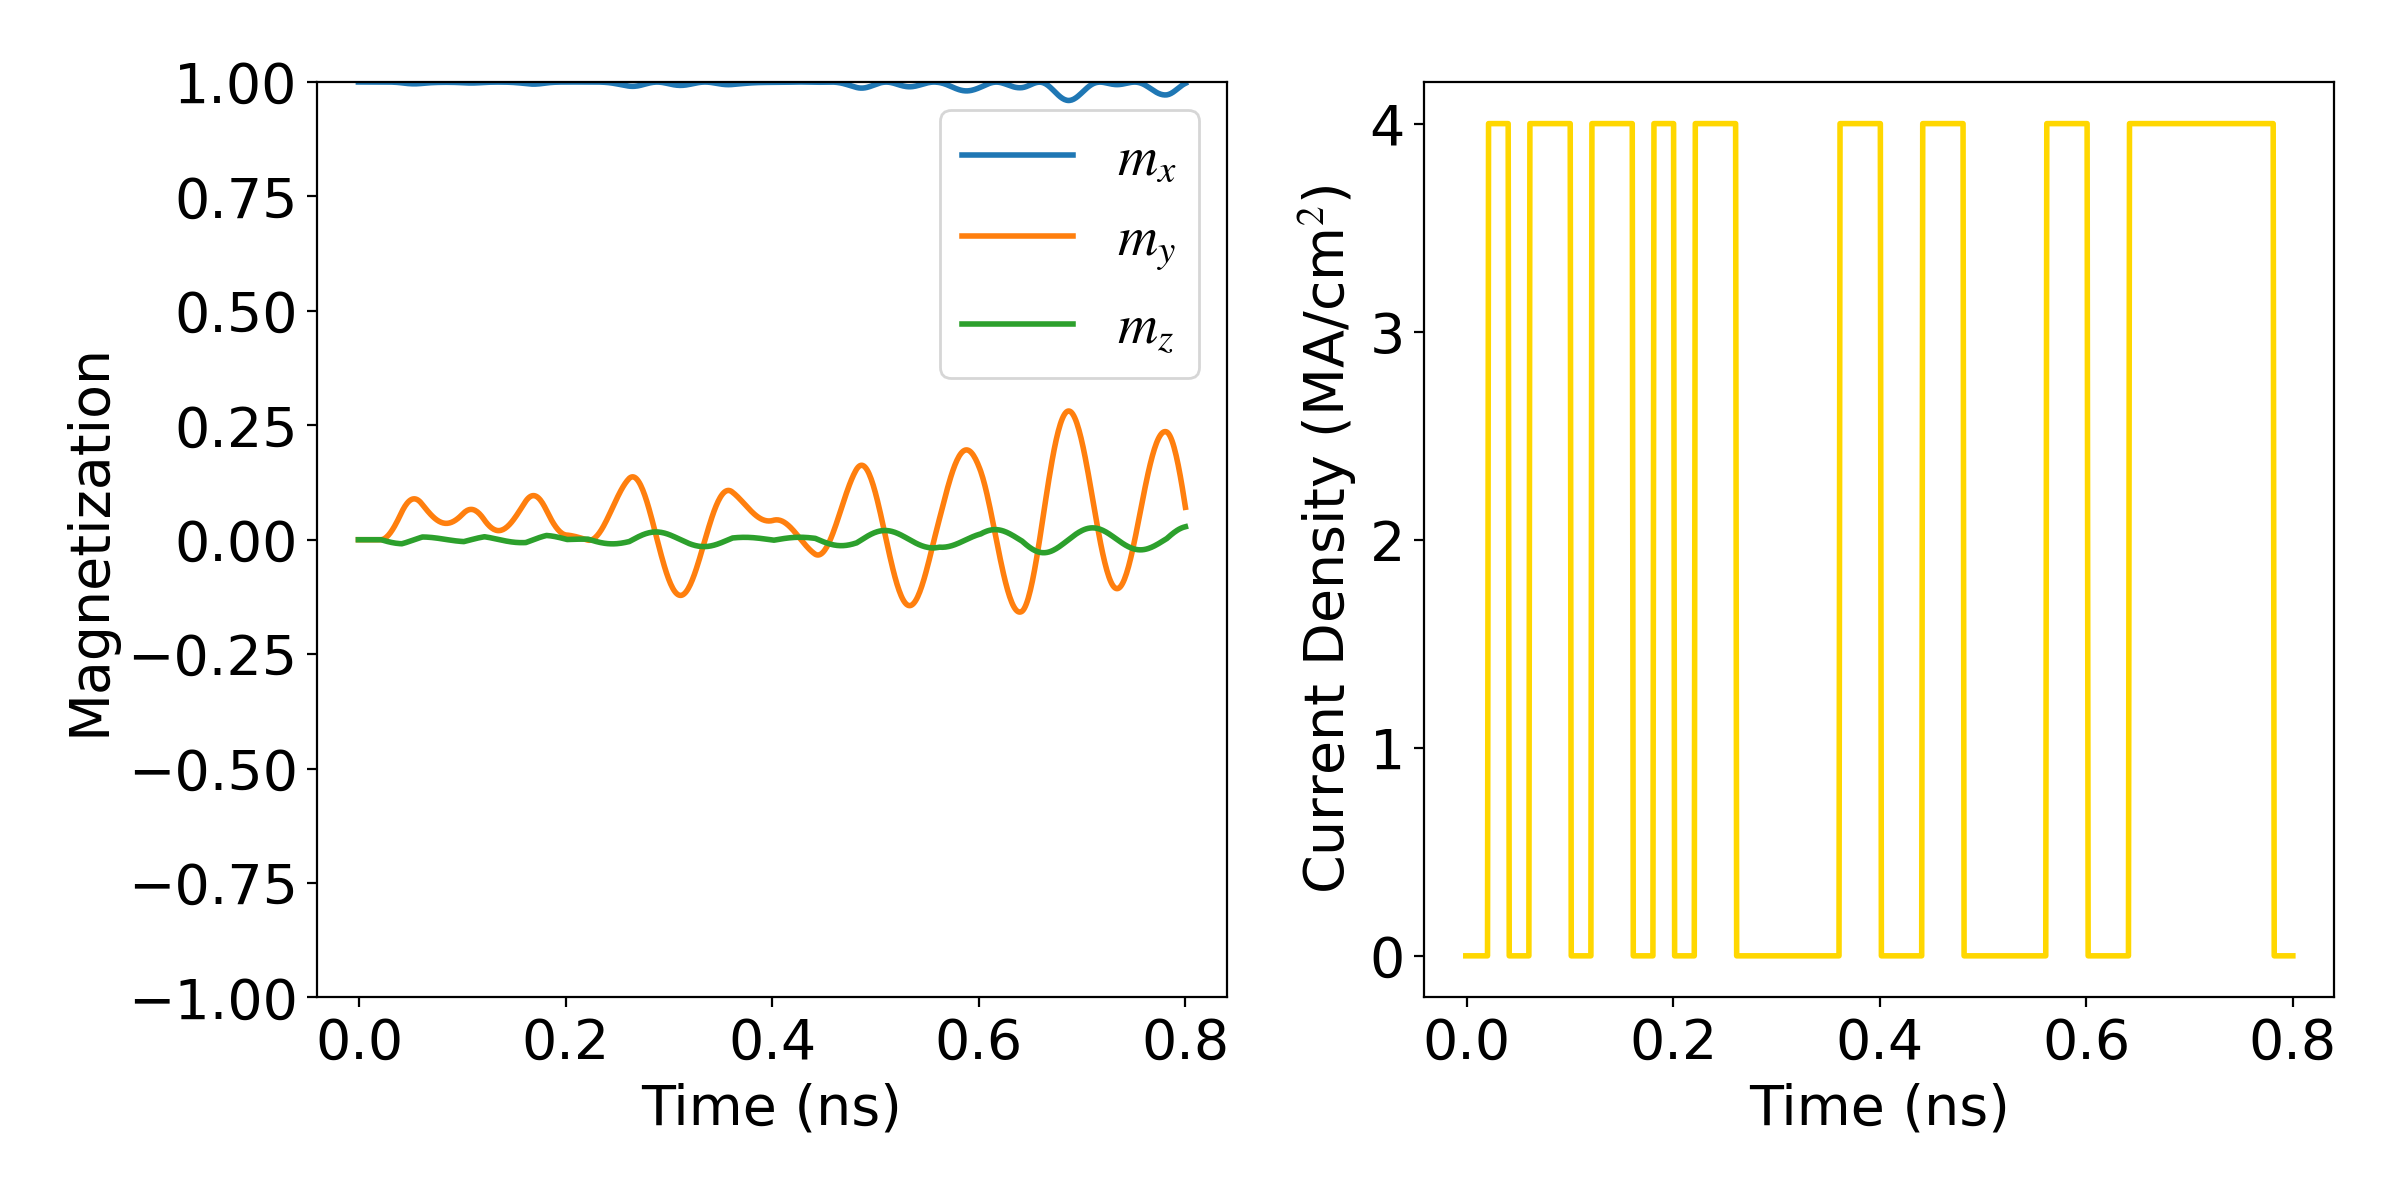 Magnetization
1.00
0.75
0.50
0.25
0.00
−0.25
−0.50
−0.75
−1.00
0.0 0.2 0.4 0.6 0.8
Time (ns)
mₓ
m_y
m_z
Current Density (MA/cm²)
4
3
2
1
0
0.0 0.2 0.4 0.6 0.8
Time (ns)